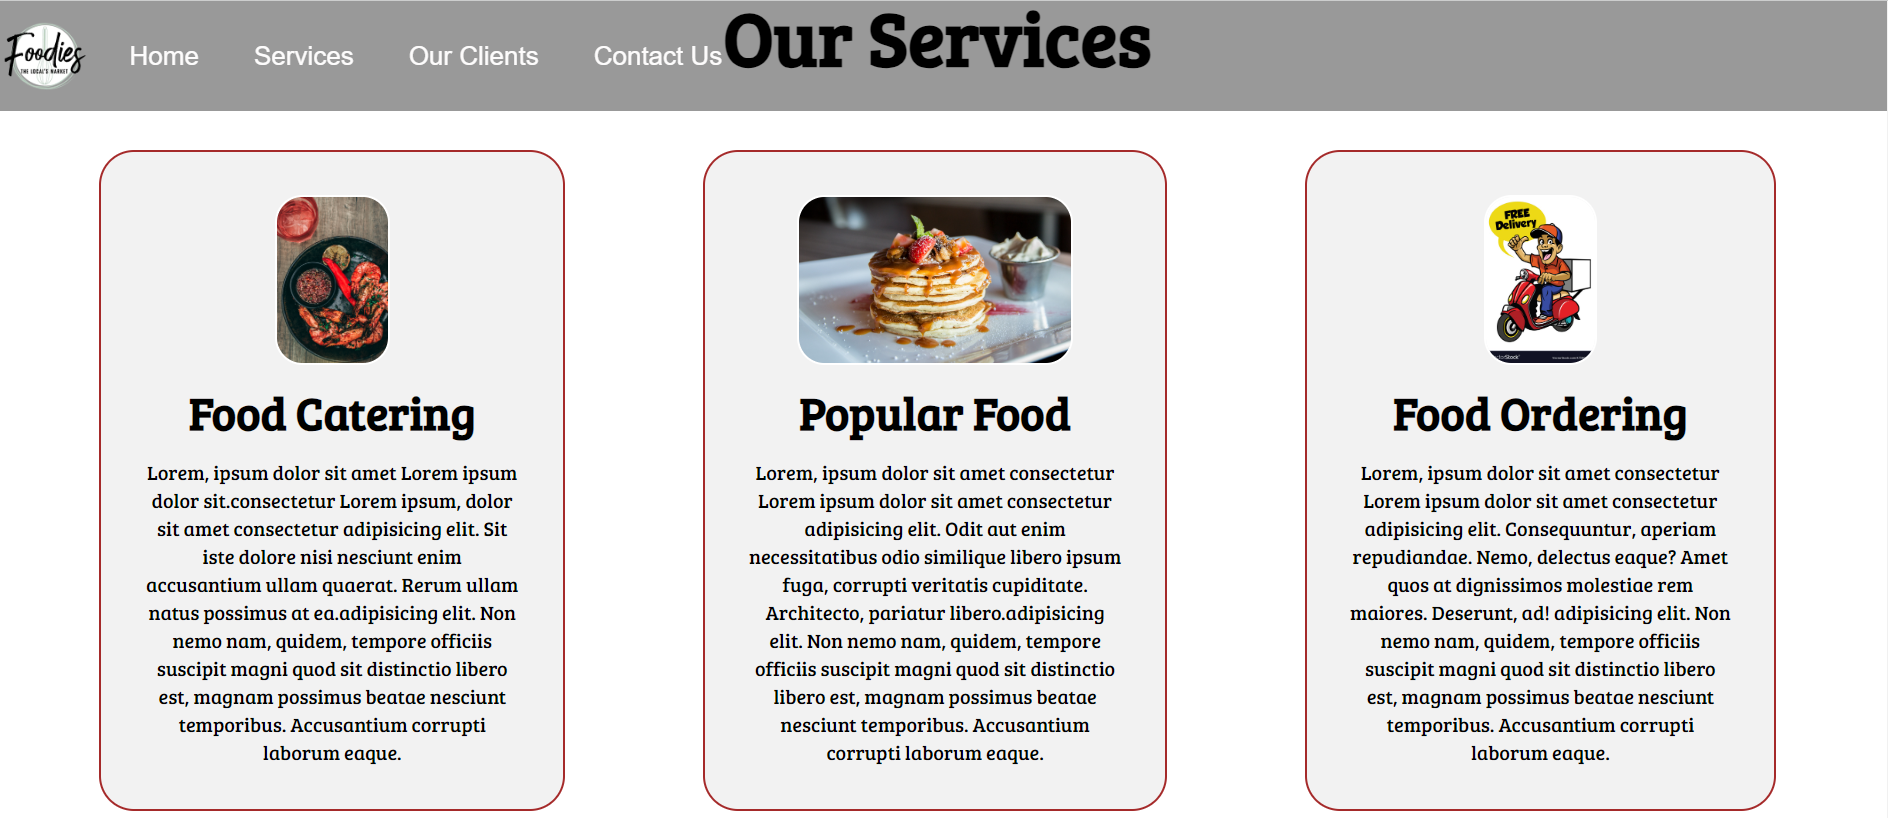 Foodies
THE LOCAL'S MARKET
Home Services Our Clients Contact Us
Our Services
Food Catering
Lorem, ipsum dolor sit amet Lorem ipsum
dolor sit.consectetur Lorem ipsum, dolor
sit amet consectetur adipisicing elit. Sit
iste dolore nisi nesciunt enim
accusantium ullam quaerat. Rerum ullam
natus possimus at ea.adipisicing elit. Non
nemo nam, quidem, tempore officiis
suscipit magni quod sit distinctio libero
est, magnam possimus beatae nesciunt
temporibus. Accusantium corrupti
laborum eaque.
Popular Food
Lorem, ipsum dolor sit amet consectetur
Lorem ipsum dolor sit amet consectetur
adipisicing elit. Odit aut enim
necessitatibus odio similique libero ipsum
fuga, corrupti veritatis cupiditate.
Architecto, pariatur libero.adipisicing
elit. Non nemo nam, quidem, tempore
officiis suscipit magni quod sit distinctio
libero est, magnam possimus beatae
nesciunt temporibus. Accusantium
corrupti laborum eaque.
FREE
Delivery
Food Ordering
Lorem, ipsum dolor sit amet consectetur
Lorem ipsum dolor sit amet consectetur
adipisicing elit. Consequuntur, aperiam
repudiandae. Nemo, delectus eaque? Amet
quos at dignissimos molestiae rem
maiores. Deserunt, ad! adipisicing elit. Non
nemo nam, quidem, tempore officiis
suscipit magni quod sit distinctio libero
est, magnam possimus beatae nesciunt
temporibus. Accusantium corrupti
laborum eaque.